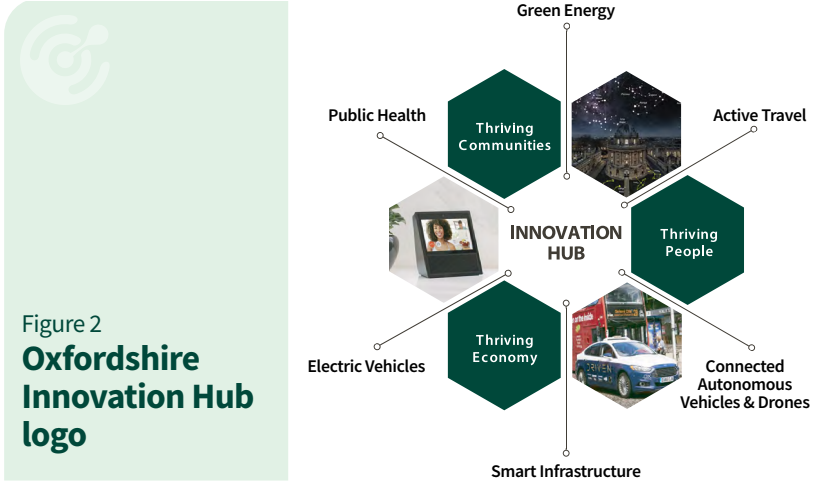 Green Energy
Public Health
Active Travel
Thriving
Communities
INNOVATION
HUB
Thriving
People
Figure 2
Oxfordshire
Innovation Hub
logo
Thriving
Economy
DRIVEN
Electric Vehicles
Connected
Autonomous
Vehicles & Drones
Smart Infrastructure